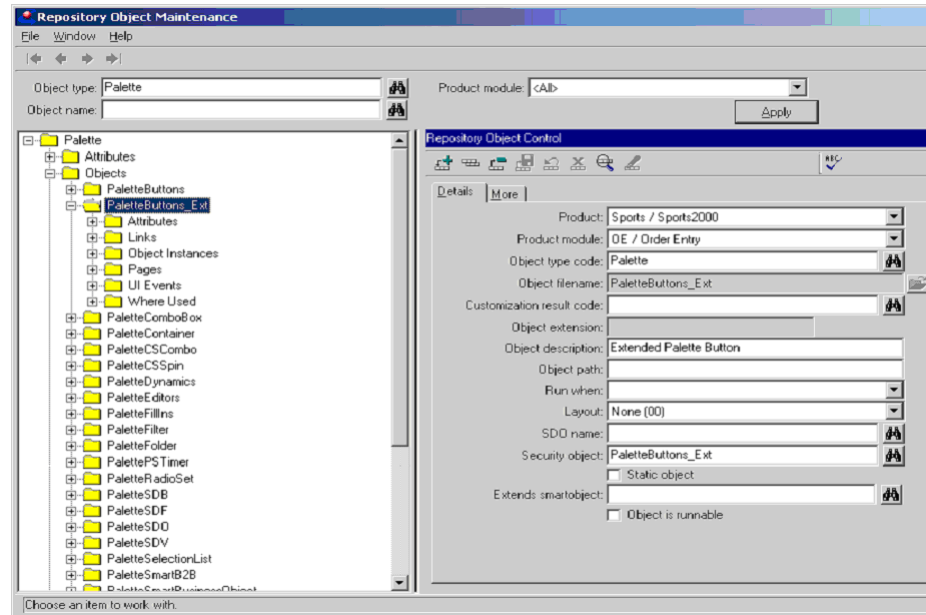 Repository Object Maintenance
File Window Help
Object type: Palette
Product module: <All>
Object name:
Apply
Palette
Attributes
Objects
PaletteButtons
PaletteButtons_Ext
Attributes
Links
Object Instances
Pages
UI Events
Where Used
PaletteComboBox
PaletteContainer
PaletteCSCombo
PaletteCSSpin
PaletteDynamics
PaletteEditors
PaletteFillIns
PaletteFilter
PaletteFolder
PalettePSTimer
PaletteRadioSet
PaletteSDB
PaletteSDF
PaletteSDO
PaletteSDV
PaletteSelectionList
PaletteSmartB2B
PaletteSmartBusinessObject
Repository Object Control
ABC
Details More
Product: Sports / Sports2000
Product module: OE / Order Entry
Object type code: Palette
Object filename: PaletteButtons_Ext
Customization result code:
Object extension:
Object description: Extended Palette Button
Object path:
Run when:
Layout: None (00)
SDO name:
Security object: PaletteButtons_Ext
Static object
Extends smartobject:
Object is runnable
Choose an item to work with.